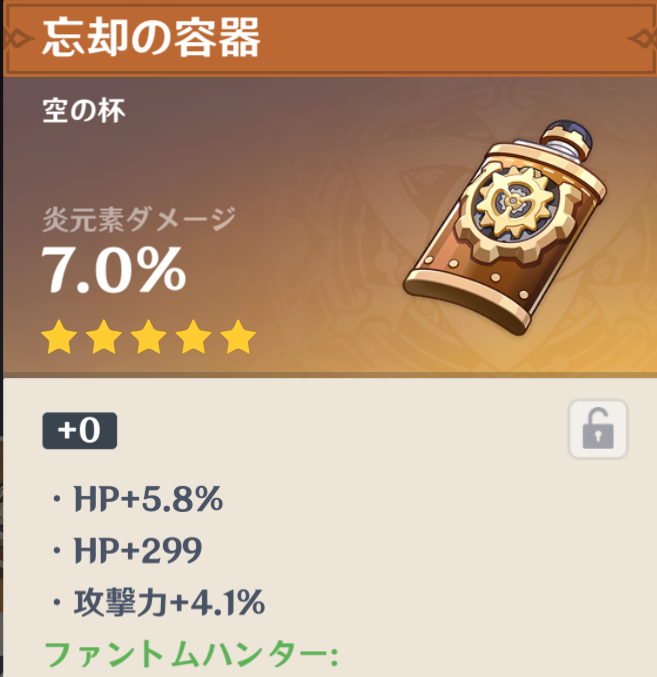 忘却の容器
空の杯
炎元素ダメージ
7.0%
+0
・HP+5.8%
・HP+299
・攻撃力+4.1%
ファントムハンター: